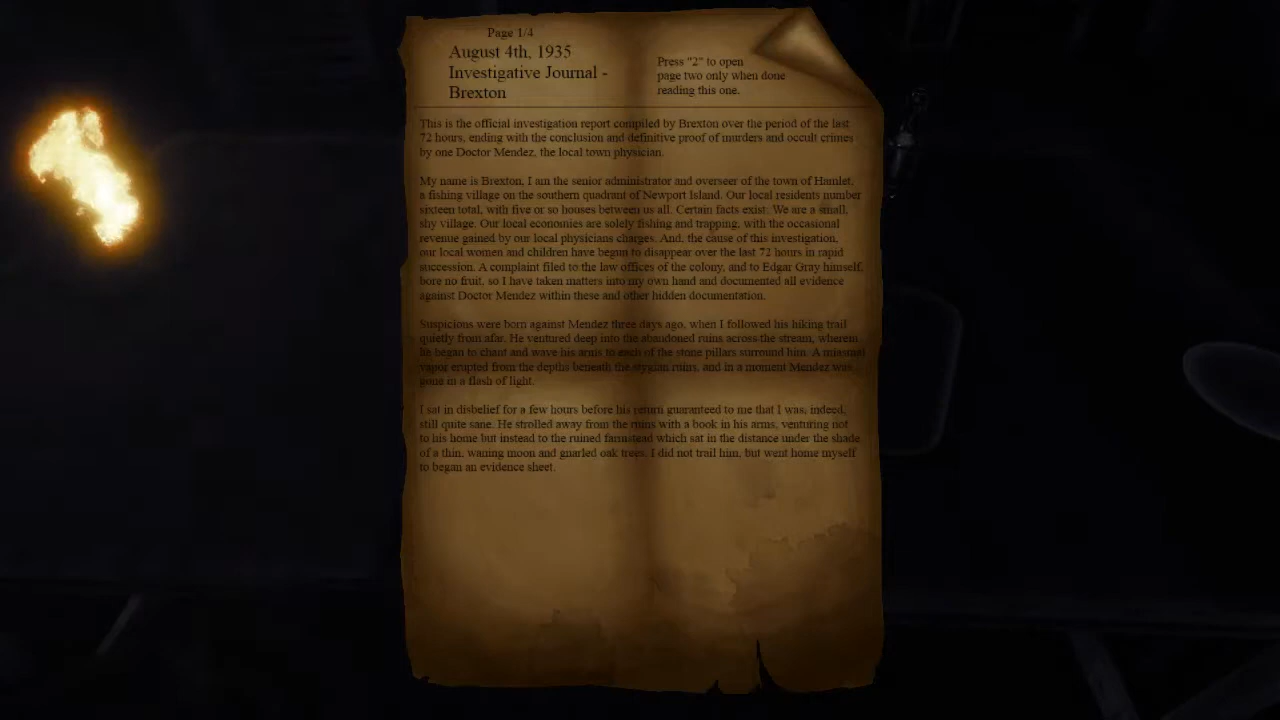 Page 1/4
August 4th, 1935
Investigative Journal -
Brexton
Press "2" to open
page two only when done
reading this one.
This is the official investigation report compiled by Brexton over the period of the last
72 hours, ending with the conclusion and definitive proof of murders and occult crimes
by one Doctor Mendez, the local town physician.
My name is Brexton, I am the senior administrator and overseer of the town of Hamlet,
a fishing village on the southern quadrant of Newport Island. Our local residents number
sixteen total, with five or so houses between us all. Certain facts exist: We are a small,
shy village. Our local economies are solely fishing and trapping, with the occasional
revenue gained by our local physicians charges. And, the cause of this investigation,
our local women and children have begun to disappear over the last 72 hours in rapid
succession. A complaint filed to the law offices of the colony, and to Edgar Gray himself,
bore no fruit, so I have taken matters into my own hand and documented all evidence
against Doctor Mendez within these and other hidden documentation.
Suspicions were born against Mendez three days ago, when I followed his hiking trail
quietly from afar. He ventured deep into the abandoned ruins across the stream, wherein
he began to chant and wave his arms to each of the stone pillars surround him. A miasmal
vapor erupted from the depths beneath the stygian ruins, and in a moment Mendez was
gone in a flash of light.
I sat in disbelief for a few hours before his return guaranteed to me that I was, indeed,
still quite sane. He strolled away from the ruins with a book in his arms, venturing not
to his home but instead to the ruined farmstead which sat in the distance under the shade
of a thin, waning moon and gnarled oak trees. I did not trail him, but went home myself
to began an evidence sheet.